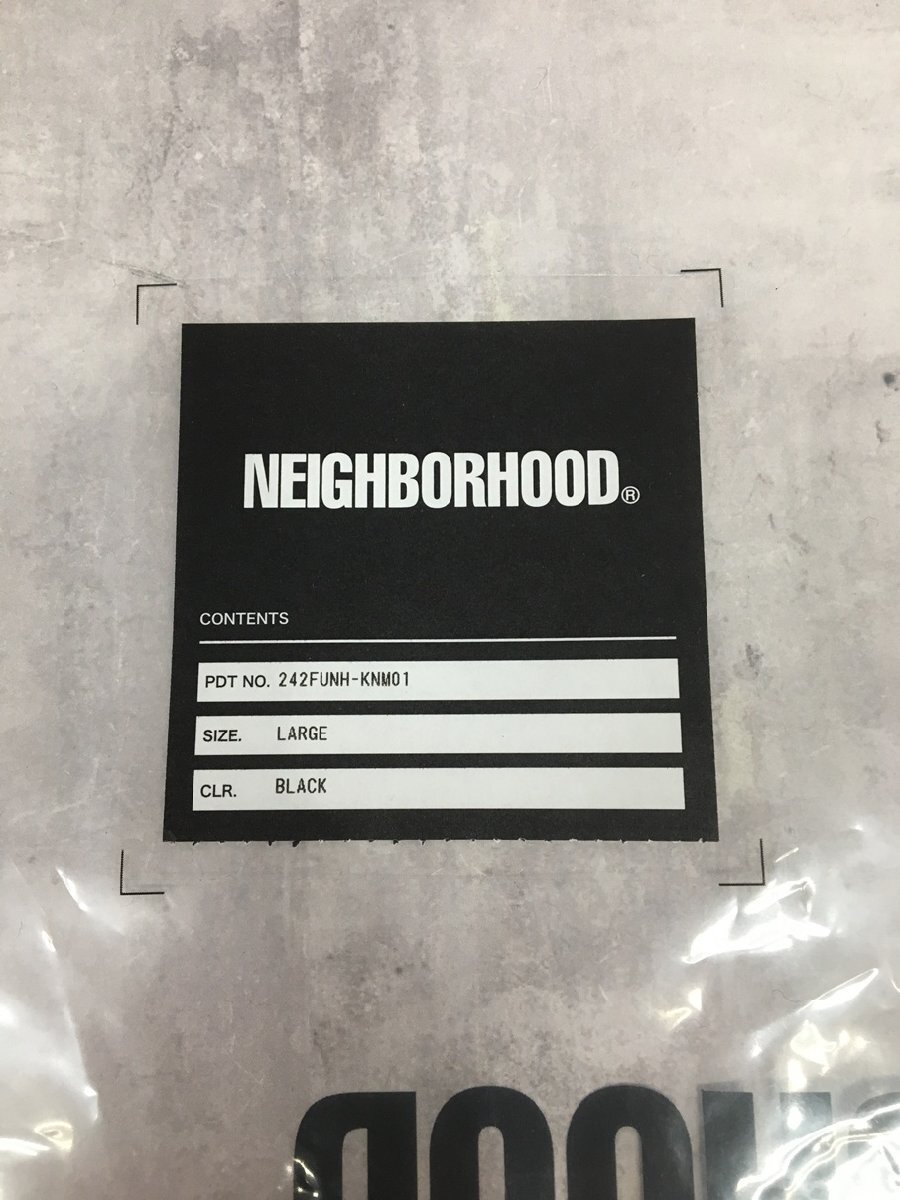 NEIGHBORHOOD®
CONTENTS
PDT NO. 242FUNH-KNM01
SIZE. LARGE
CLR. BLACK